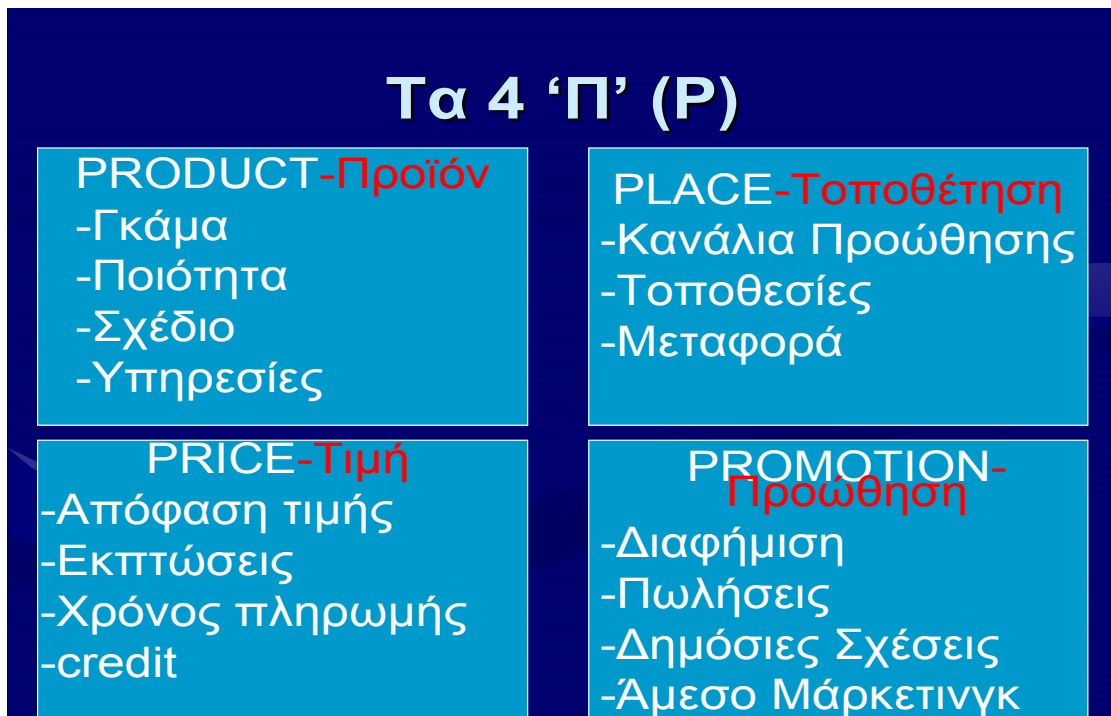 Τα 4 ‘Π’ (P)
PRODUCT-Προϊόν
-Γκάμα
-Ποιότητα
-Σχέδιο
-Υπηρεσίες
PLACE-Τοποθέτηση
-Κανάλια Προώθησης
-Τοποθεσίες
-Μεταφορά
PRICE-Τιμή
-Απόφαση τιμής
-Εκπτώσεις
-Χρόνος πληρωμής
-credit
PROMOTION-
Προώθηση
-Διαφήμιση
-Πωλήσεις
-Δημόσιες Σχέσεις
-Άμεσο Μάρκετινγκ